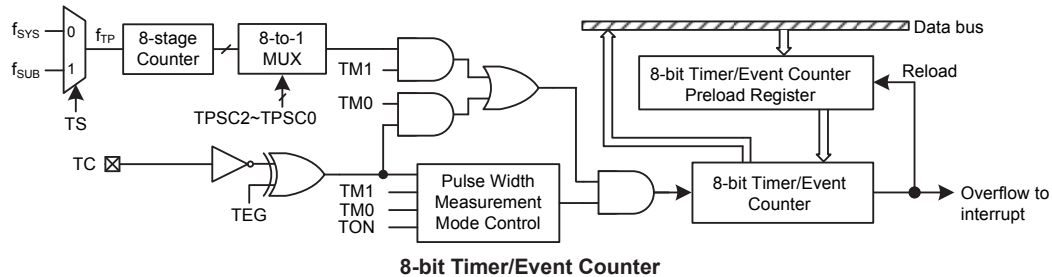 fSYS
0
fTP
8-stage
Counter
8-to-1
MUX
fSUB
1
TS
TPSC2~TPSC0
TM1
TM0
Data bus
8-bit Timer/Event Counter
Preload Register
Reload
TC
TEG
TM1
TM0
TON
Pulse Width
Measurement
Mode Control
8-bit Timer/Event
Counter
Overflow to
interrupt
8-bit Timer/Event Counter